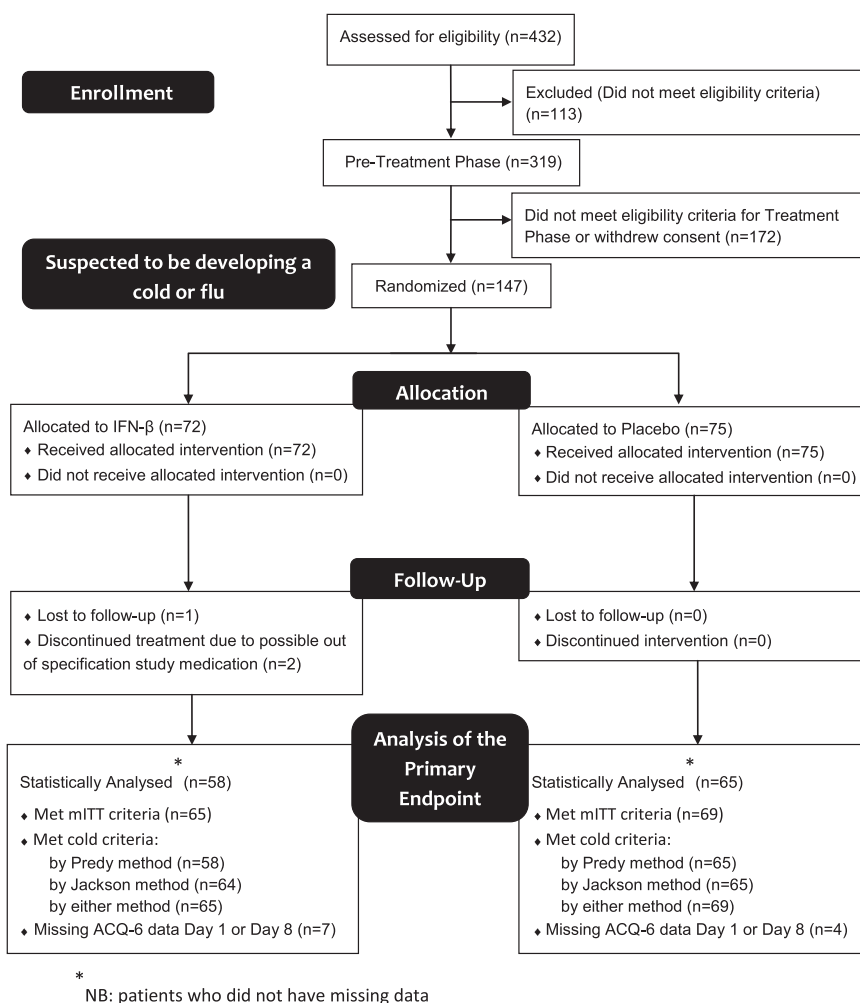 Assessed for eligibility (n=432)
Enrollment
Excluded (Did not meet eligibility criteria)
(n=113)
Pre-Treatment Phase (n=319)
Did not meet eligibility criteria for Treatment
Phase or withdrew consent (n=172)
Suspected to be developing a
cold or flu
Randomized (n=147)
Allocation
Allocated to IFN-β (n=72)
♦ Received allocated intervention (n=72)
♦ Did not receive allocated intervention (n=0)
Allocated to Placebo (n=75)
♦ Received allocated intervention (n=75)
♦ Did not receive allocated intervention (n=0)
Follow-Up
♦ Lost to follow-up (n=1)
♦ Discontinued treatment due to possible out
of specification study medication (n=2)
♦ Lost to follow-up (n=0)
♦ Discontinued intervention (n=0)
Analysis of the
Primary
Endpoint
*
Statistically Analysed (n=58)
♦ Met mITT criteria (n=65)
♦ Met cold criteria:
by Predy method (n=58)
by Jackson method (n=64)
by either method (n=65)
♦ Missing ACQ-6 data Day 1 or Day 8 (n=7)
*
Statistically Analysed (n=65)
♦ Met mITT criteria (n=69)
♦ Met cold criteria:
by Predy method (n=65)
by Jackson method (n=65)
by either method (n=69)
♦ Missing ACQ-6 data Day 1 or Day 8 (n=4)
*
NB: patients who did not have missing data